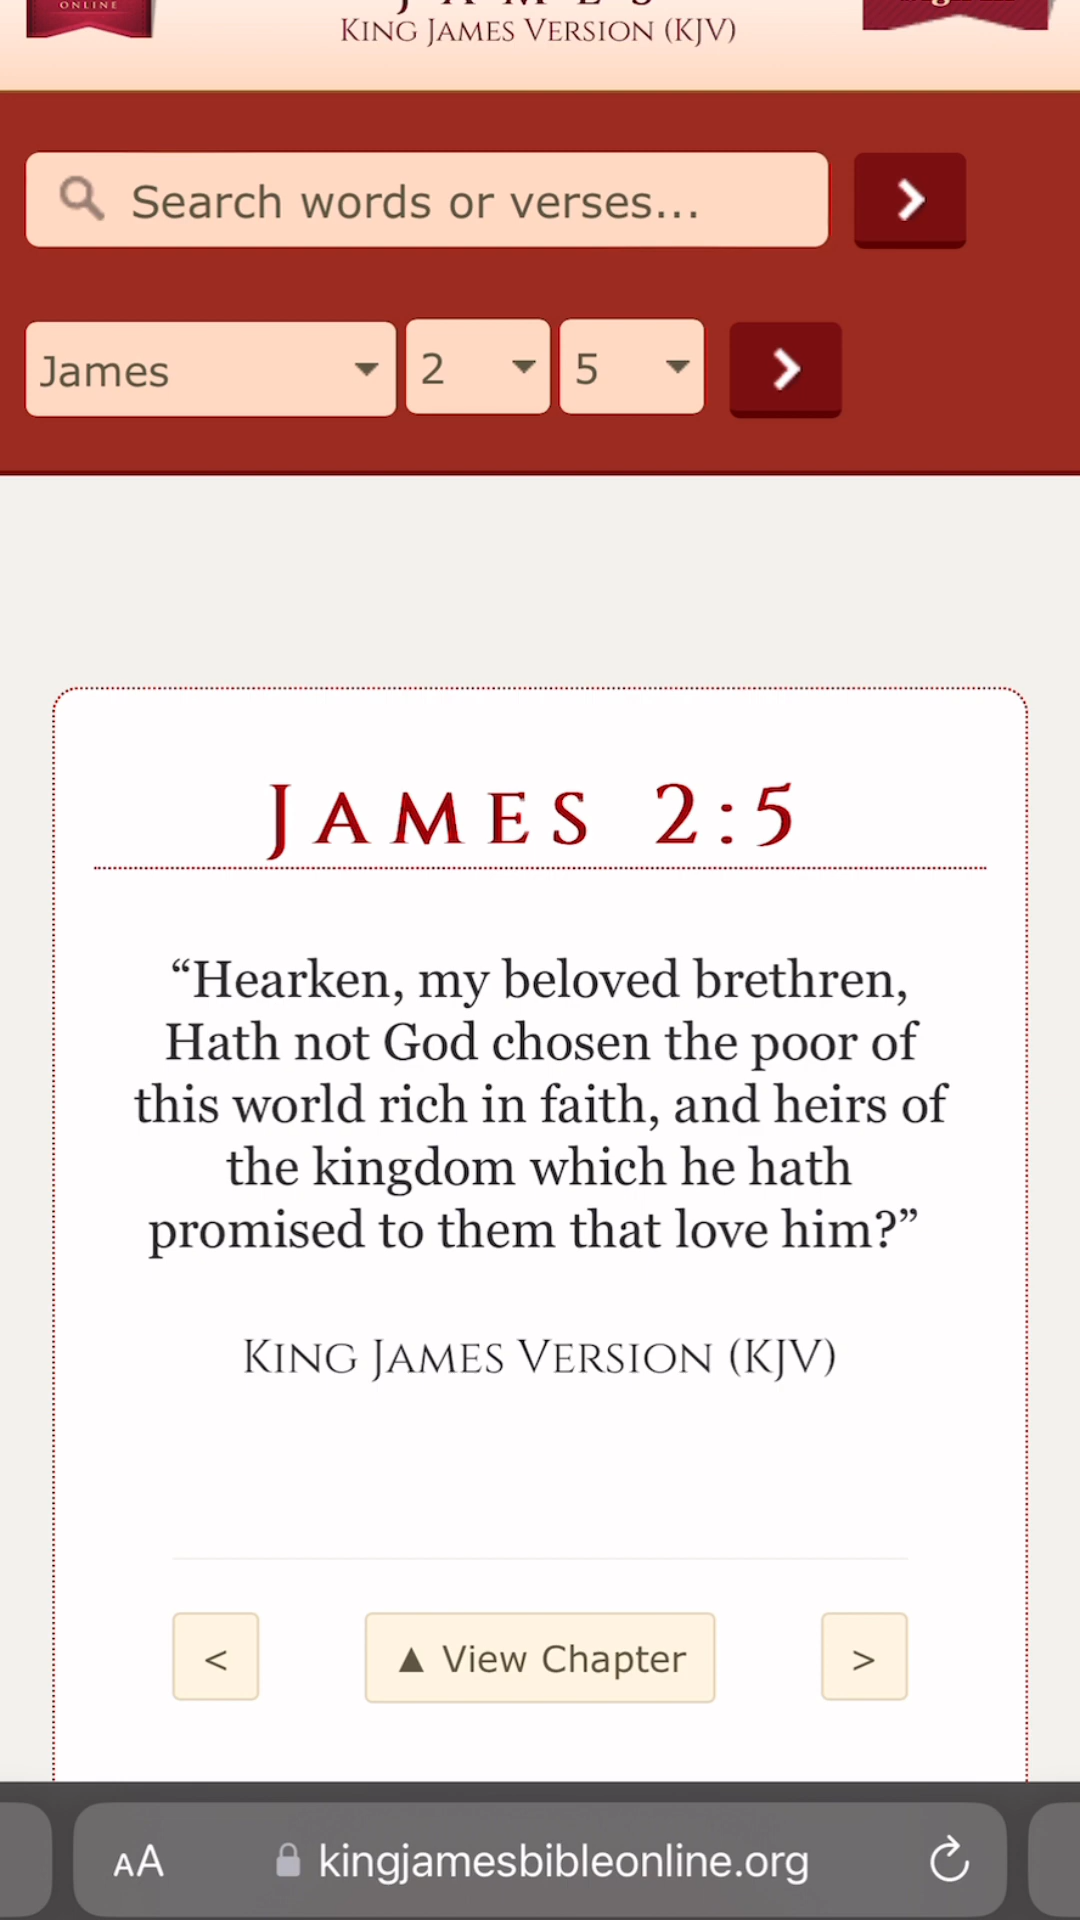 ONLINE
KING JAMES VERSION (KJV)
Search words or verses...
James 2 5
JAMES 2:5
“Hearken, my beloved brethren,
Hath not God chosen the poor of
this world rich in faith, and heirs of
the kingdom which he hath
promised to them that love him?”
KING JAMES VERSION (KJV)
< ▲ View Chapter >
AA kingjamesbibleonline.org